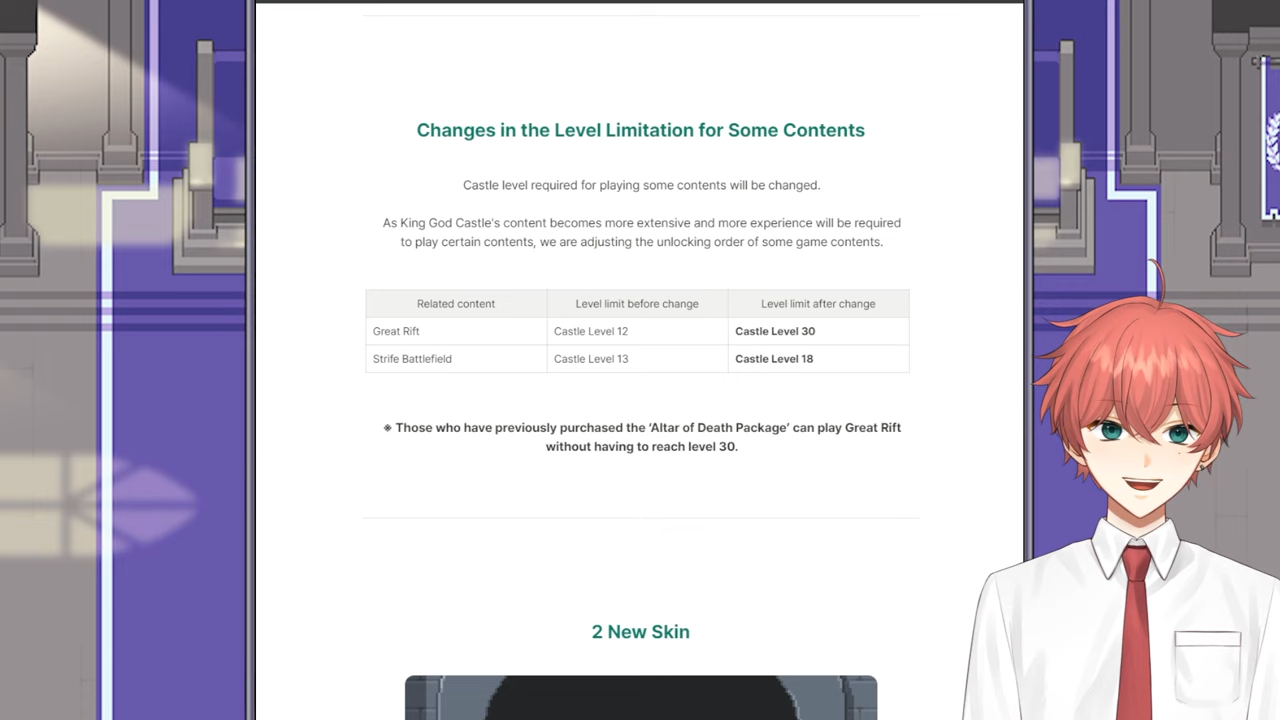 Changes in the Level Limitation for Some Contents
Castle level required for playing some contents will be changed.
As King God Castle's content becomes more extensive and more experience will be required
to play certain contents, we are adjusting the unlocking order of some game contents.
Related content Level limit before change Level limit after change
Great Rift Castle Level 12 Castle Level 30
Strife Battlefield Castle Level 13 Castle Level 18
※ Those who have previously purchased the ‘Altar of Death Package’ can play Great Rift
without having to reach level 30.
2 New Skin